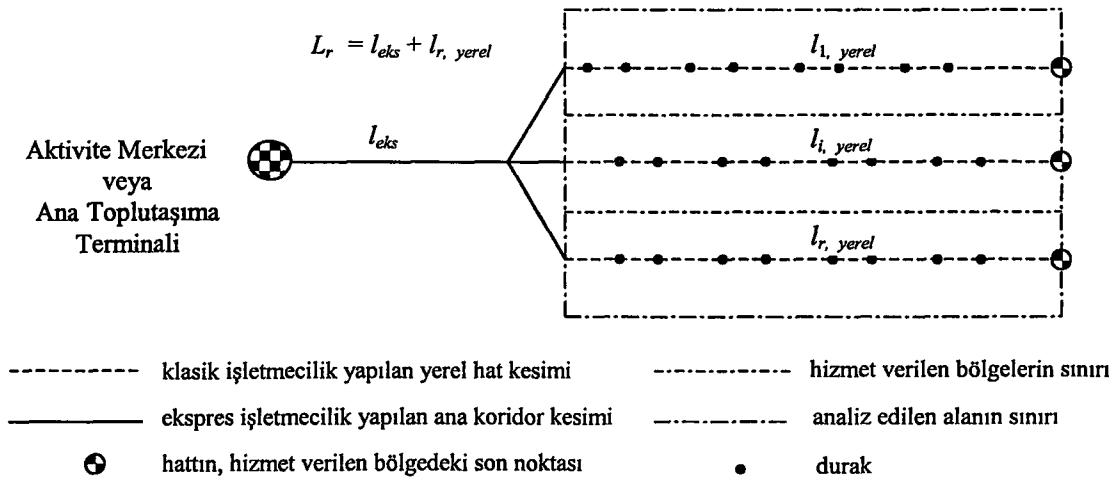 L_r = l_eks + l_r, yerel
l_1, yerel
Aktivite Merkezi
veya
Ana Toplutaşıma
Terminali
l_eks
l_i, yerel
l_r, yerel
klasik işletmecilik yapılan yerel hat kesimi
hizmet verilen bölgelerin sınırı
ekspres işletmecilik yapılan ana koridor kesimi
analiz edilen alanın sınırı
hattın, hizmet verilen bölgedeki son noktası
durak